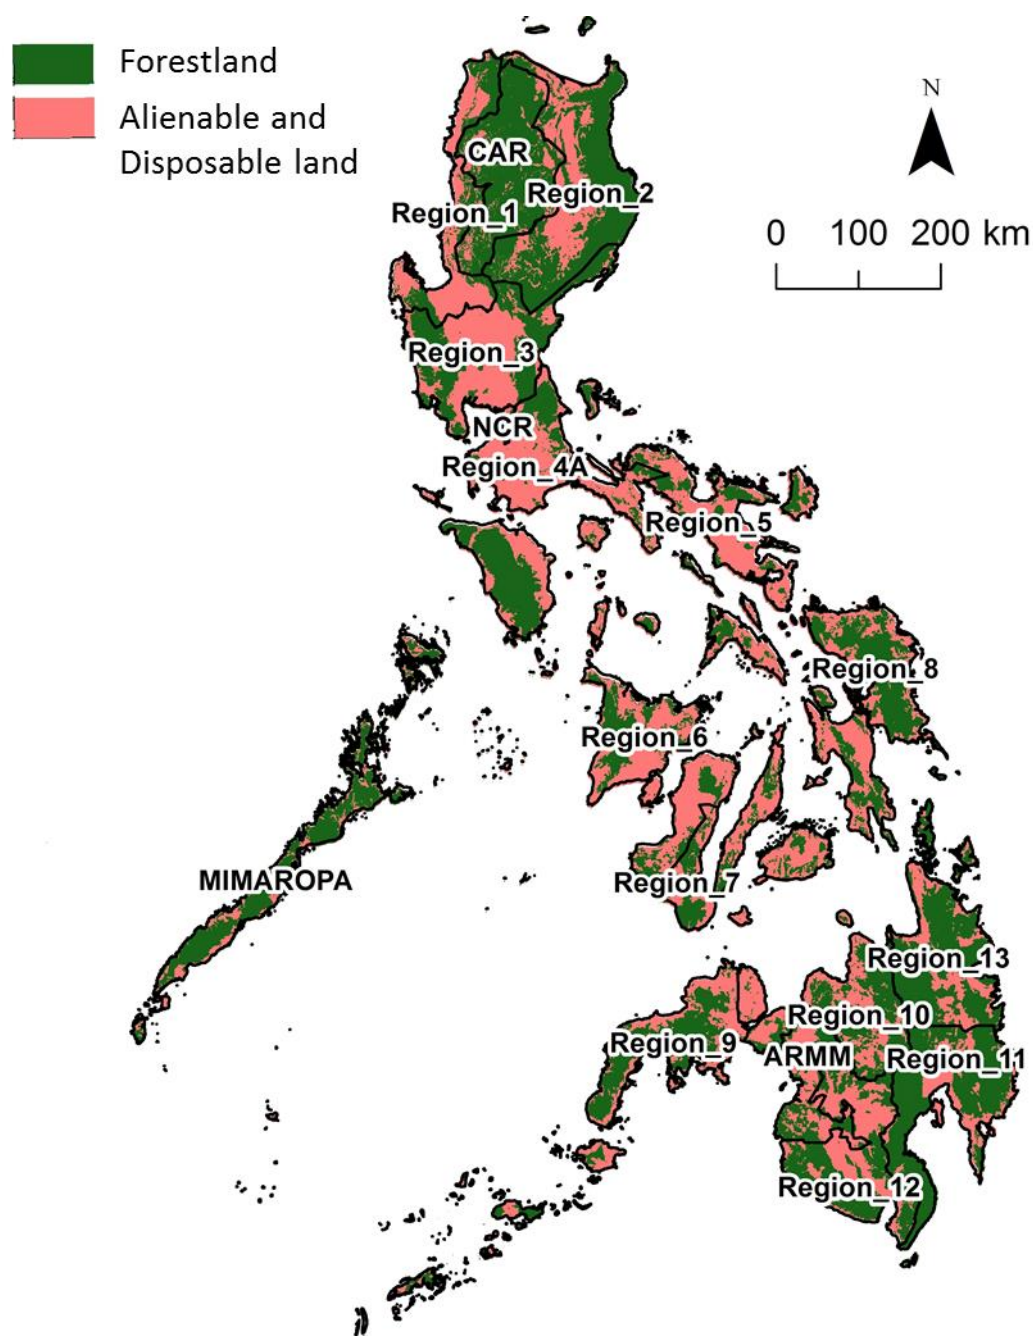 Forestland
Alienable and
Disposable land
N
0 100 200 km
CAR
Region_2
Region_1
Region_3
NCR
Region_4A
Region_5
Region_8
Region_6
MIMAROPA
Region_7
Region_13
Region_10
Region_9
ARMM
Region_11
Region_12